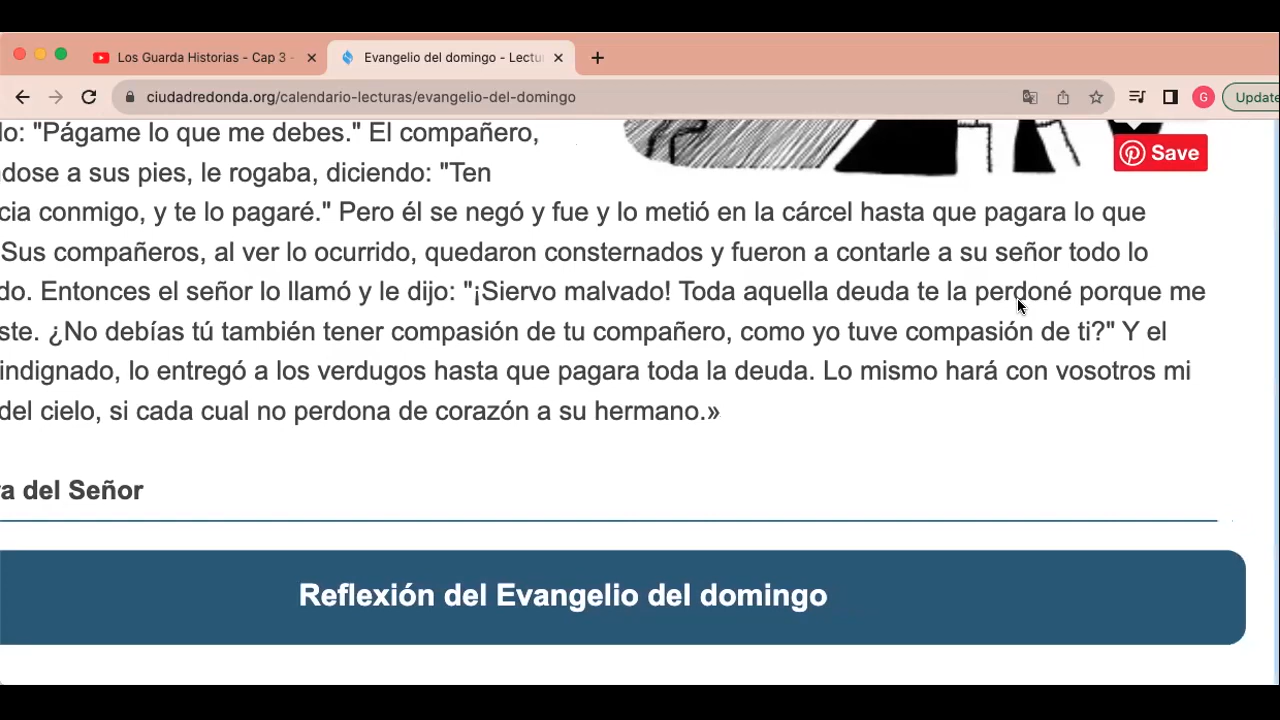 Los Guarda Historias - Cap 3 -
Evangelio del domingo - Lectu
ciudadredonda.org/calendario-lecturas/evangelio-del-domingo
G
Update
Save
lo: "Págame lo que me debes." El compañero,
ndose a sus pies, le rogaba, diciendo: "Ten
cia conmigo, y te lo pagaré." Pero él se negó y fue y lo metió en la cárcel hasta que pagara lo que
Sus compañeros, al ver lo ocurrido, quedaron consternados y fueron a contarle a su señor todo lo
do. Entonces el señor lo llamó y le dijo: "¡Siervo malvado! Toda aquella deuda te la perdoné porque me
ste. ¿No debías tú también tener compasión de tu compañero, como yo tuve compasión de ti?" Y el
indignado, lo entregó a los verdugos hasta que pagara toda la deuda. Lo mismo hará con vosotros mi
del cielo, si cada cual no perdona de corazón a su hermano.»
a del Señor
Reflexión del Evangelio del domingo